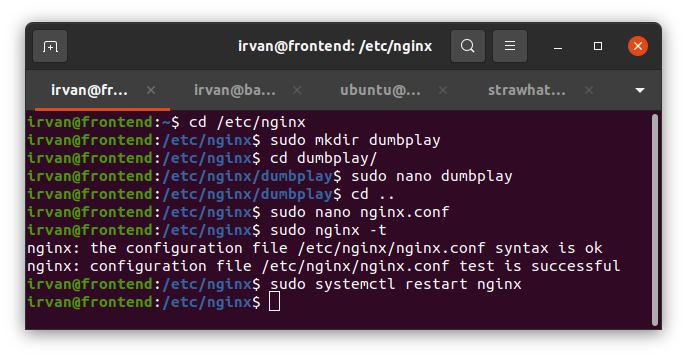 irvan@frontend: /etc/nginx
irvan@fr...
irvan@ba...
ubuntu@...
strawhat...
irvan@frontend:~$ cd /etc/nginx
irvan@frontend:/etc/nginx$ sudo mkdir dumbplay
irvan@frontend:/etc/nginx$ cd dumbplay/
irvan@frontend:/etc/nginx/dumbplay$ sudo nano dumbplay
irvan@frontend:/etc/nginx/dumbplay$ cd ..
irvan@frontend:/etc/nginx$ sudo nano nginx.conf
irvan@frontend:/etc/nginx$ sudo nginx -t
nginx: the configuration file /etc/nginx/nginx.conf syntax is ok
nginx: configuration file /etc/nginx/nginx.conf test is successful
irvan@frontend:/etc/nginx$ sudo systemctl restart nginx
irvan@frontend:/etc/nginx$